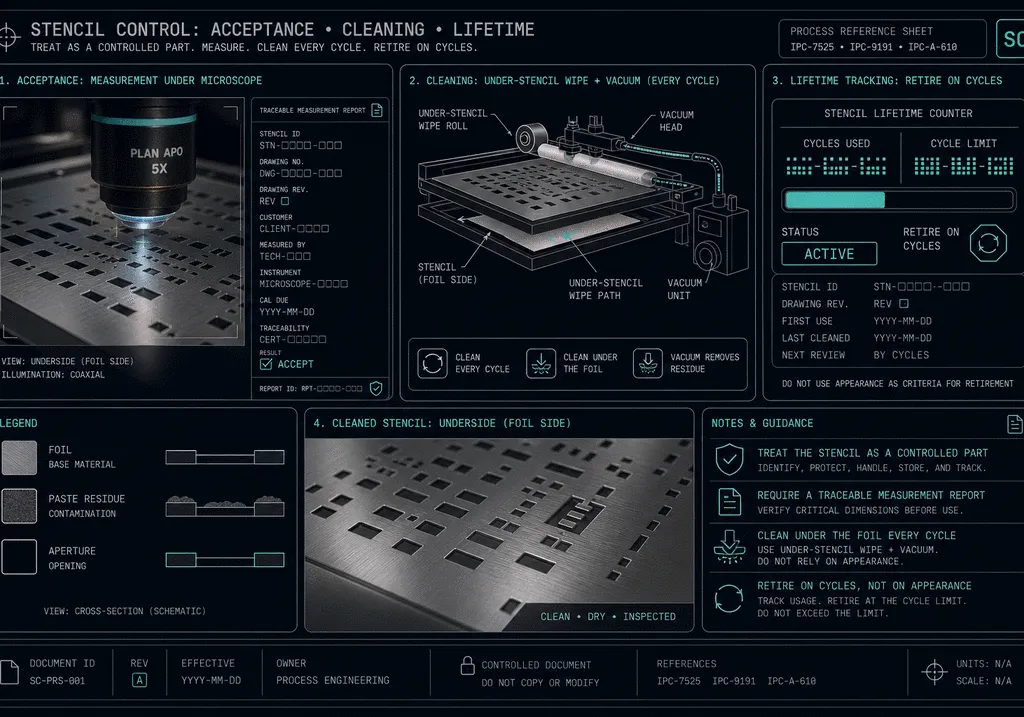 STENCIL CONTROL: ACCEPTANCE • CLEANING • LIFETIME
TREAT AS A CONTROLLED PART. MEASURE. CLEAN EVERY CYCLE. RETIRE ON CYCLES.
PROCESS REFERENCE SHEET
IPC-7525 • IPC-9191 • IPC-A-610
SC
1. ACCEPTANCE: MEASUREMENT UNDER MICROSCOPE
PLAN APO
5X
VIEW: UNDERSIDE (FOIL SIDE)
ILLUMINATION: COAXIAL
TRACEABLE MEASUREMENT REPORT
STENCIL ID
STN-□□□□-□□□
DRAWING NO.
DWG-□□□□-□□□
DRAWING REV.
REV □
CUSTOMER
CLIENT-□□□□
MEASURED BY
TECH-□□□
INSTRUMENT
MICROSCOPE-□□□□
CAL DUE
YYYY-MM-DD
TRACEABILITY
CERT-□□□□□
RESULT
ACCEPT
REPORT ID: RPT-□□□□-□□□
2. CLEANING: UNDER-STENCIL WIPE + VACUUM (EVERY CYCLE)
UNDER-STENCIL
WIPE ROLL
VACUUM
HEAD
STENCIL
(FOIL SIDE)
UNDER-STENCIL
WIPE PATH
VACUUM
UNIT
CLEAN
EVERY CYCLE
CLEAN UNDER
THE FOIL
VACUUM REMOVES
RESIDUE
3. LIFETIME TRACKING: RETIRE ON CYCLES
STENCIL LIFETIME COUNTER
CYCLES USED
CYCLE LIMIT
STATUS
ACTIVE
RETIRE ON
CYCLES
STENCIL ID STN-□□□□--□□□
DRAWING REV. REV □
FIRST USE YYYY-MM-DD
LAST CLEANED YYYY-MM-DD
NEXT REVIEW BY CYCLES
DO NOT USE APPEARANCE AS CRITERIA FOR RETIREMENT
LEGEND
FOIL
BASE MATERIAL
PASTE RESIDUE
CONTAMINATION
APERTURE
OPENING
VIEW: CROSS-SECTION (SCHEMATIC)
4. CLEANED STENCIL: UNDERSIDE (FOIL SIDE)
CLEAN • DRY • INSPECTED
NOTES & GUIDANCE
TREAT THE STENCIL AS A CONTROLLED PART
IDENTIFY, PROTECT, HANDLE, STORE, AND TRACK.
REQUIRE A TRACEABLE MEASUREMENT REPORT
VERIFY CRITICAL DIMENSIONS BEFORE USE.
CLEAN UNDER THE FOIL EVERY CYCLE
USE UNDER-STENCIL WIPE + VACUUM.
DO NOT RELY ON APPEARANCE.
RETIRE ON CYCLES, NOT ON APPEARANCE
TRACK USAGE. RETIRE AT THE CYCLE LIMIT.
DO NOT EXCEED THE LIMIT.
DOCUMENT ID
SC-PRS-001
REV
A
EFFECTIVE
YYYY-MM-DD
OWNER
PROCESS ENGINEERING
CONTROLLED DOCUMENT
DO NOT COPY OR MODIFY
REFERENCES
IPC-7525 IPC-9191 IPC-A-610
UNITS: N/A
SCALE: N/A